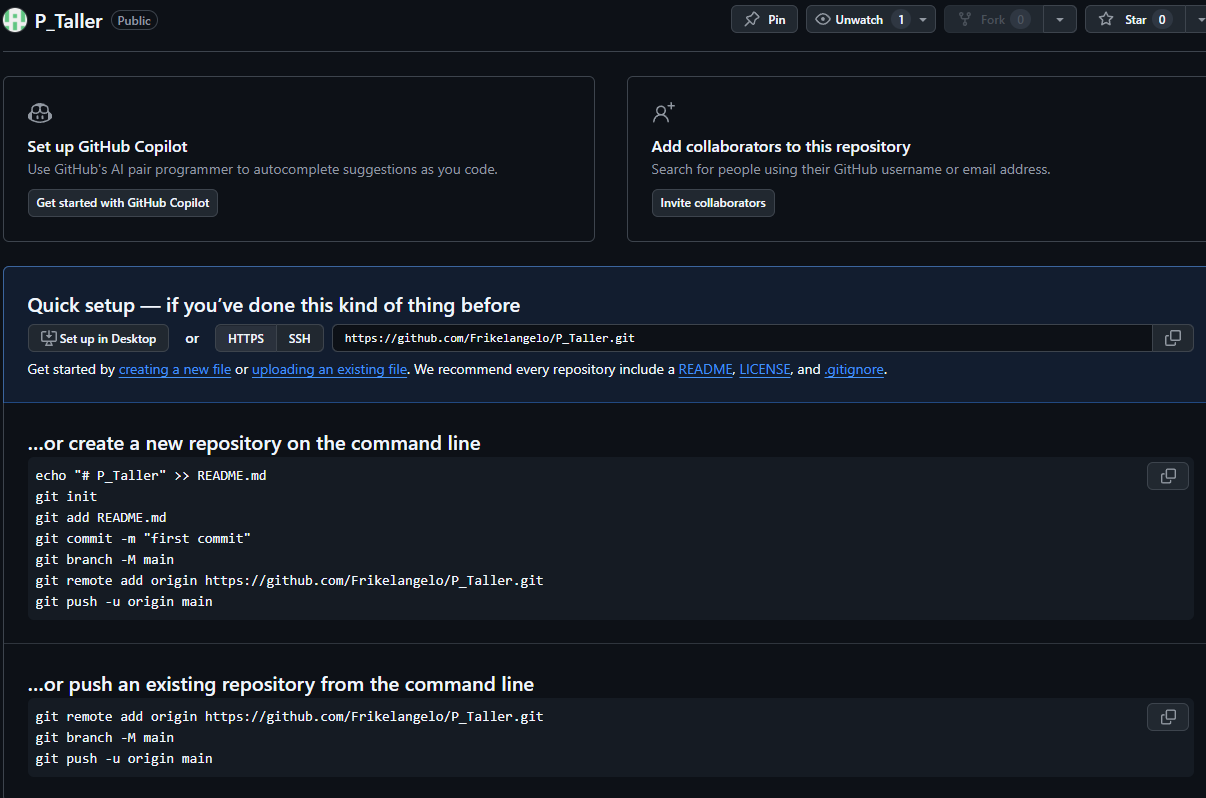 P_Taller Public Pin Unwatch 1 Fork 0 Star 0
Set up GitHub Copilot
Use GitHub's AI pair programmer to autocomplete suggestions as you code.
Get started with GitHub Copilot
Add collaborators to this repository
Search for people using their GitHub username or email address.
Invite collaborators
Quick setup — if you’ve done this kind of thing before
Set up in Desktop or HTTPS SSH https://github.com/Frikelangelo/P_Taller.git
Get started by creating a new file or uploading an existing file. We recommend every repository include a README, LICENSE, and .gitignore.
…or create a new repository on the command line
echo "# P_Taller" >> README.md
git init
git add README.md
git commit -m "first commit"
git branch -M main
git remote add origin https://github.com/Frikelangelo/P_Taller.git
git push -u origin main
…or push an existing repository from the command line
git remote add origin https://github.com/Frikelangelo/P_Taller.git
git branch -M main
git push -u origin main